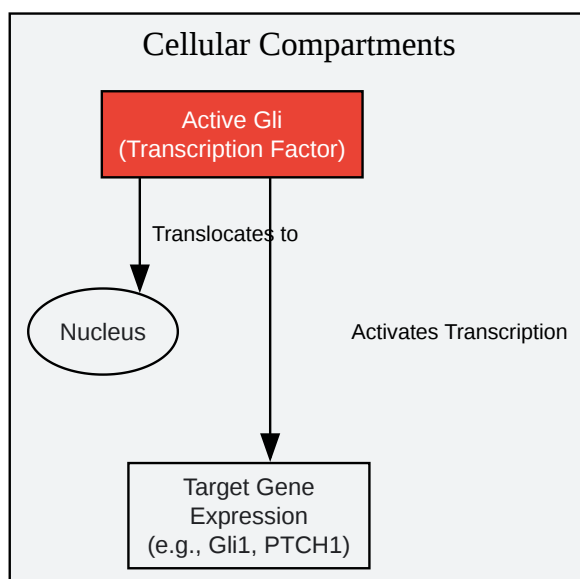 Cellular Compartments
Active Gli
(Transcription Factor)
Translocates to
Nucleus
Activates Transcription
Target Gene
Expression
(e.g., Gli1, PTCH1)